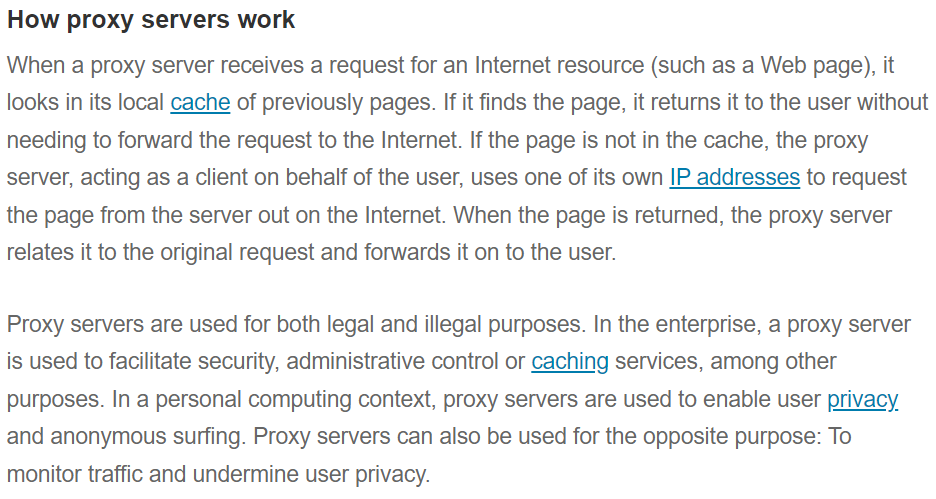 How proxy servers work
When a proxy server receives a request for an Internet resource (such as a Web page), it
looks in its local cache of previously pages. If it finds the page, it returns it to the user without
needing to forward the request to the Internet. If the page is not in the cache, the proxy
server, acting as a client on behalf of the user, uses one of its own IP addresses to request
the page from the server out on the Internet. When the page is returned, the proxy server
relates it to the original request and forwards it on to the user.
Proxy servers are used for both legal and illegal purposes. In the enterprise, a proxy server
is used to facilitate security, administrative control or caching services, among other
purposes. In a personal computing context, proxy servers are used to enable user privacy
and anonymous surfing. Proxy servers can also be used for the opposite purpose: To
monitor traffic and undermine user privacy.